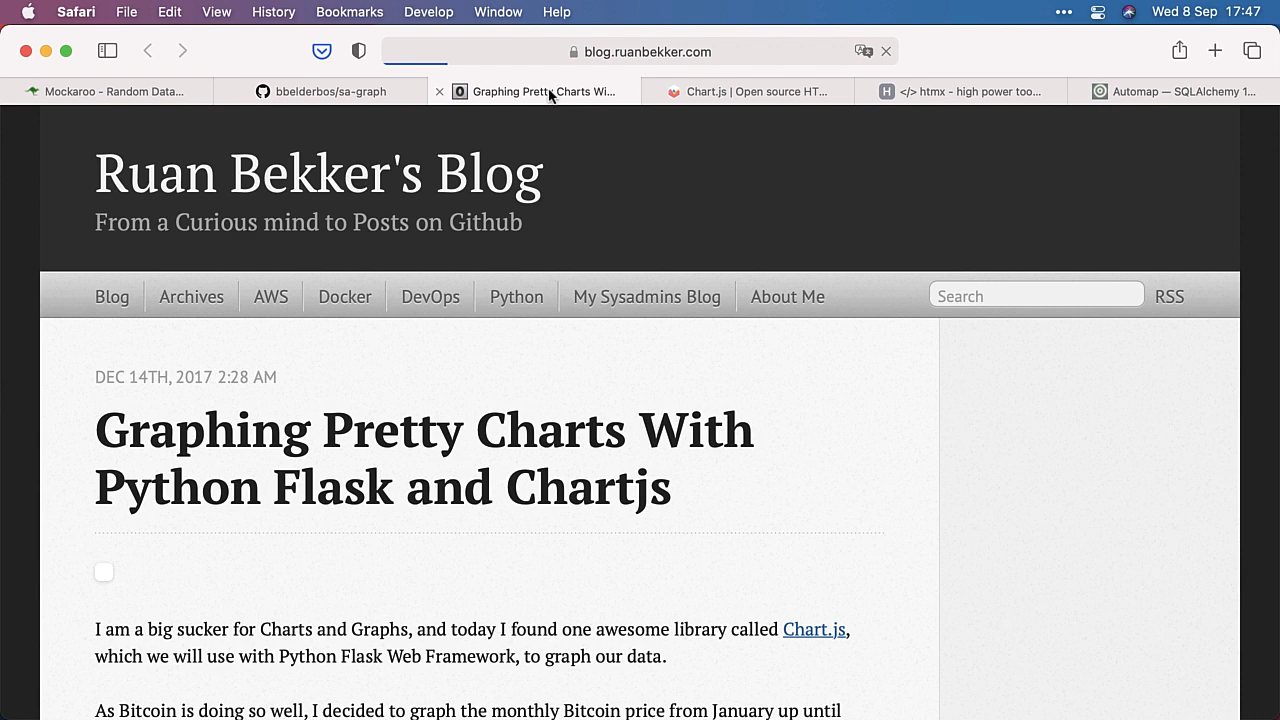 Safari File Edit View History Bookmarks Develop Window Help Wed 8 Sep 17:47
blog.ruanbekker.com
Mockaroo - Random Data... bbelderbos/sa-graph Graphing Pretty Charts Wi... Chart.js | Open source HT... H </> htmx - high power too... Automap — SQLAlchemy 1...
Ruan Bekker's Blog
From a Curious mind to Posts on Github
Blog Archives AWS Docker DevOps Python My Sysadmins Blog About Me Search RSS
DEC 14TH, 2017 2:28 AM
Graphing Pretty Charts With
Python Flask and Chartjs
I am a big sucker for Charts and Graphs, and today I found one awesome library called Chart.js,
which we will use with Python Flask Web Framework, to graph our data.
As Bitcoin is doing so well, I decided to graph the monthly Bitcoin price from January up until